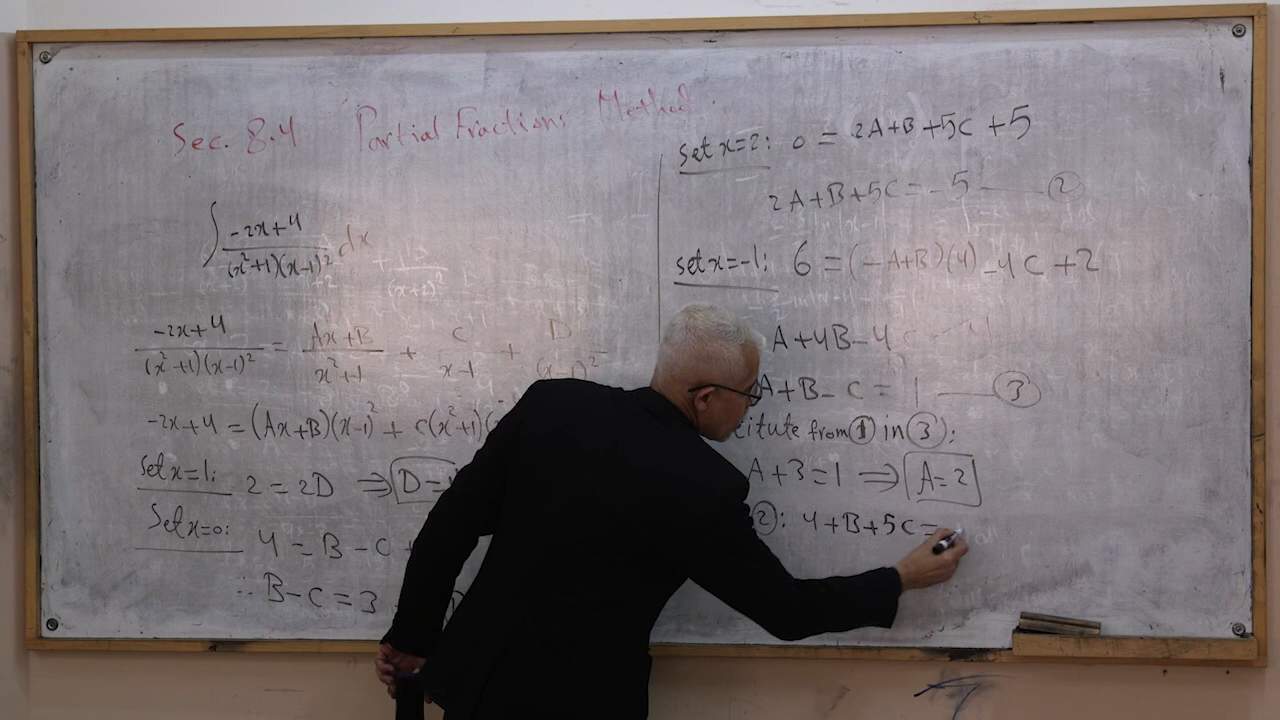 Sec. 8.4 Partial Fractions Method.
∫ -2x+4 / (x²+1)(x-1)² dx
-2x+4 / (x²+1)(x-1)² = Ax+B / x²+1 + C / x-1 + D / (x-1)²
-2x+4 = (Ax+B)(x-1)² + C(x²+1)(
Set x=1: 2 = 2D ⇒ D=
Set x=0: 4 = B-C +
∴ B-C = 3
Set x=2: 0 = 2A+B+5C+5
2A+B+5C = -5 ②
set x=-1: 6 = (-A+B)(4) -4C +2
A+4B-4C
A+B-C = 1 ③
titute from ① in ③:
A+3=1 ⇒ A=2
②: 4+B+5C=